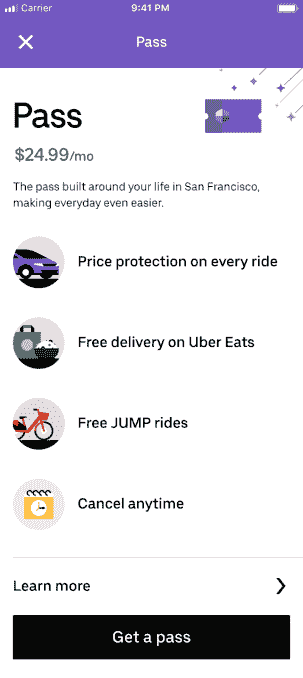 Carrier 9:41 PM
Pass
Pass
$24.99/mo
The pass built around your life in San Francisco,
making everyday even easier.
Price protection on every ride
Free delivery on Uber Eats
Free JUMP rides
Cancel anytime
Learn more
Get a pass